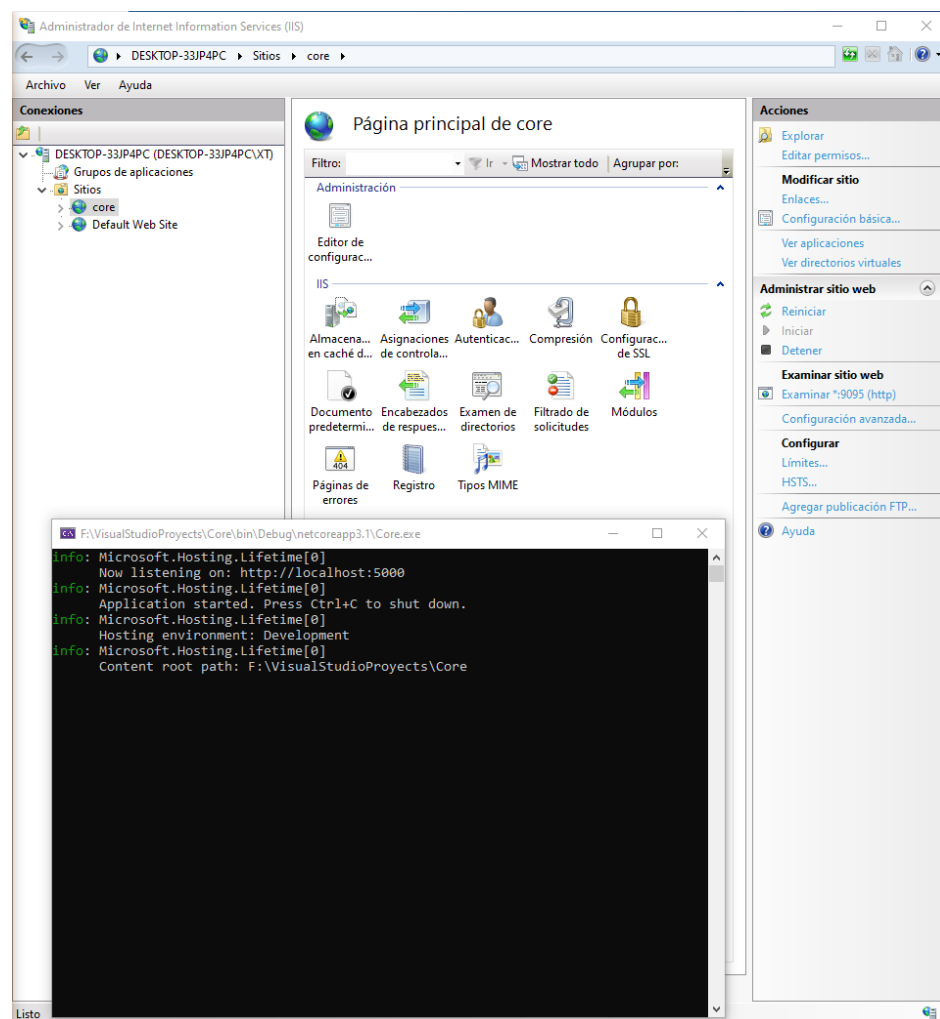 Administrador de Internet Information Services (IIS)
DESKTOP-33JP4PC
Sitios
core
Archivo Ver Ayuda
Conexiones
DESKTOP-33JP4PC (DESKTOP-33JP4PC\XT)
Grupos de aplicaciones
Sitios
core
Default Web Site
Página principal de core
Filtro: Ir Mostrar todo Agrupar por:
Administración
Editor de
configurac...
IIS
Almacena... Asignaciones Autenticac... Compresión Configurac...
en caché d... de controla... de SSL
Documento Encabezados Examen de Filtrado de Módulos
predetermi... de respues... directorios solicitudes
404
Páginas de Registro Tipos MIME
errores
Acciones
Explorar
Editar permisos...
Modificar sitio
Enlaces...
Configuración básica...
Ver aplicaciones
Ver directorios virtuales
Administrar sitio web
Reiniciar
Iniciar
Detener
Examinar sitio web
Examinar *:9095 (http)
Configuración avanzada...
Configurar
Límites...
HSTS...
Agregar publicación FTP...
Ayuda
F:\VisualStudioProyects\Core\bin\Debug\netcoreapp3.1\Core.exe
info: Microsoft.Hosting.Lifetime[0]
Now listening on: http://localhost:5000
info: Microsoft.Hosting.Lifetime[0]
Application started. Press Ctrl+C to shut down.
info: Microsoft.Hosting.Lifetime[0]
Hosting environment: Development
info: Microsoft.Hosting.Lifetime[0]
Content root path: F:\VisualStudioProyects\Core
Listo